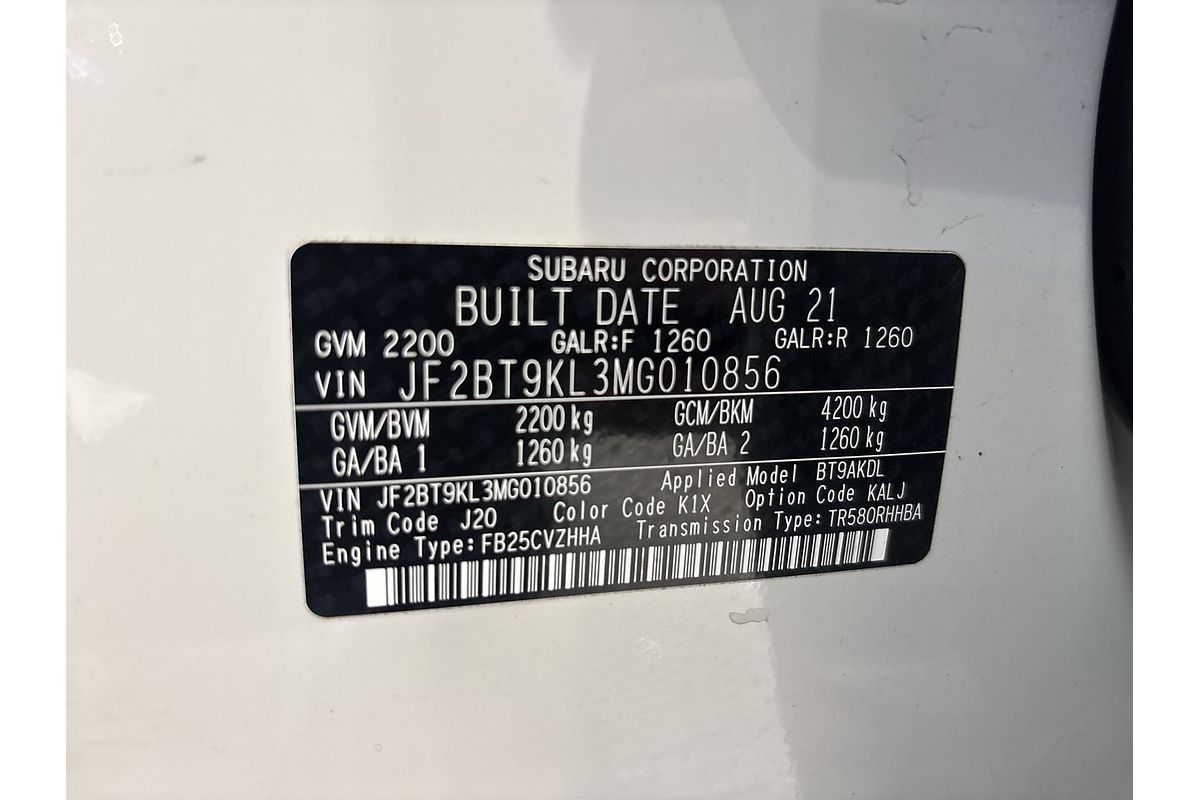 SUBARU CORPORATION
BUILT DATE AUG 21
GVM 2200 GALR:F 1260 GALR:R 1260
VIN JF2BT9KL3MG010856
GVM/BVM 2200 kg GCM/BKM 4200 kg
GA/BA 1 1260 kg GA/BA 2 1260 kg
VIN JF2BT9KL3MG010856 Applied Model BT9AKDL
Trim Code J20 Color Code K1X Option Code KALJ
Engine Type: FB25CVZHHA Transmission Type: TR580RHHBA